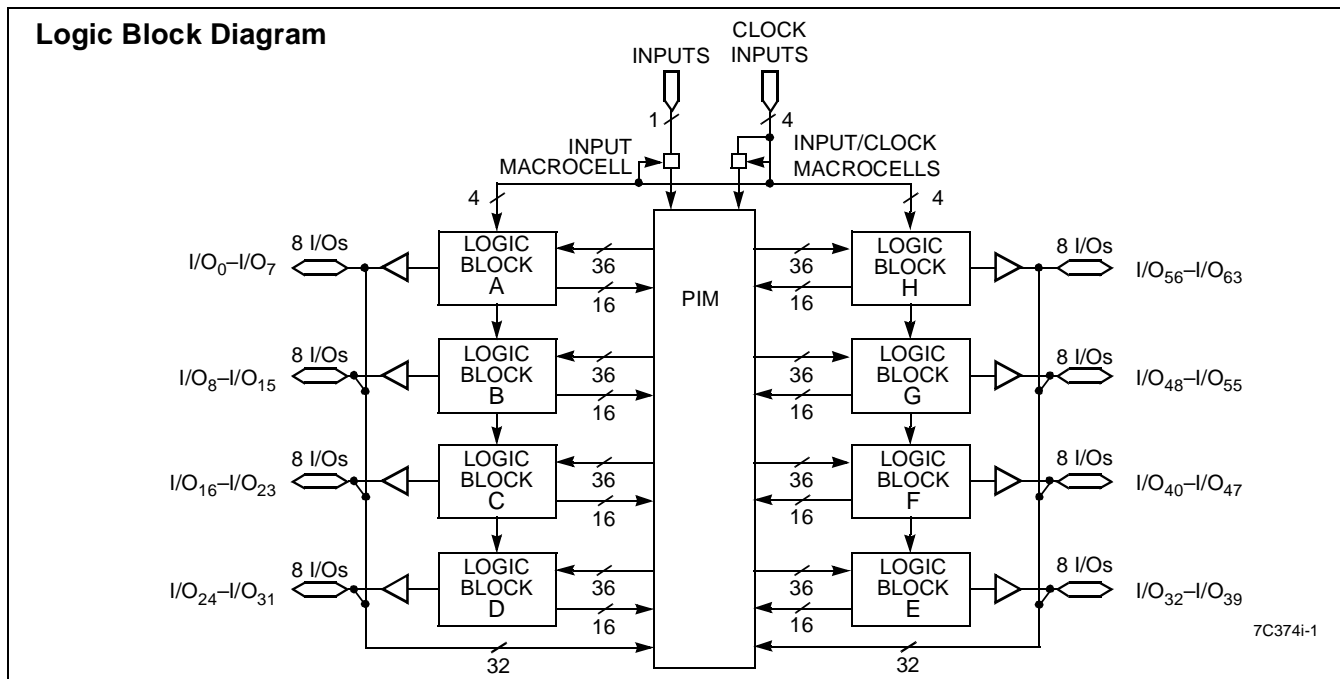 Logic Block Diagram
CLOCK
INPUTS
INPUTS
1
4
INPUT
MACROCELL
INPUT/CLOCK
MACROCELLS
4
4
8 I/Os
I/O0–I/O7
LOGIC
BLOCK
A
36
16
PIM
36
16
LOGIC
BLOCK
H
8 I/Os
I/O56–I/O63
8 I/Os
I/O8–I/O15
LOGIC
BLOCK
B
36
16
36
16
LOGIC
BLOCK
G
8 I/Os
I/O48–I/O55
8 I/Os
I/O16–I/O23
LOGIC
BLOCK
C
36
16
36
16
LOGIC
BLOCK
F
8 I/Os
I/O40–I/O47
8 I/Os
I/O24–I/O31
LOGIC
BLOCK
D
36
16
36
16
LOGIC
BLOCK
E
8 I/Os
I/O32–I/O39
32
32
7C374i-1